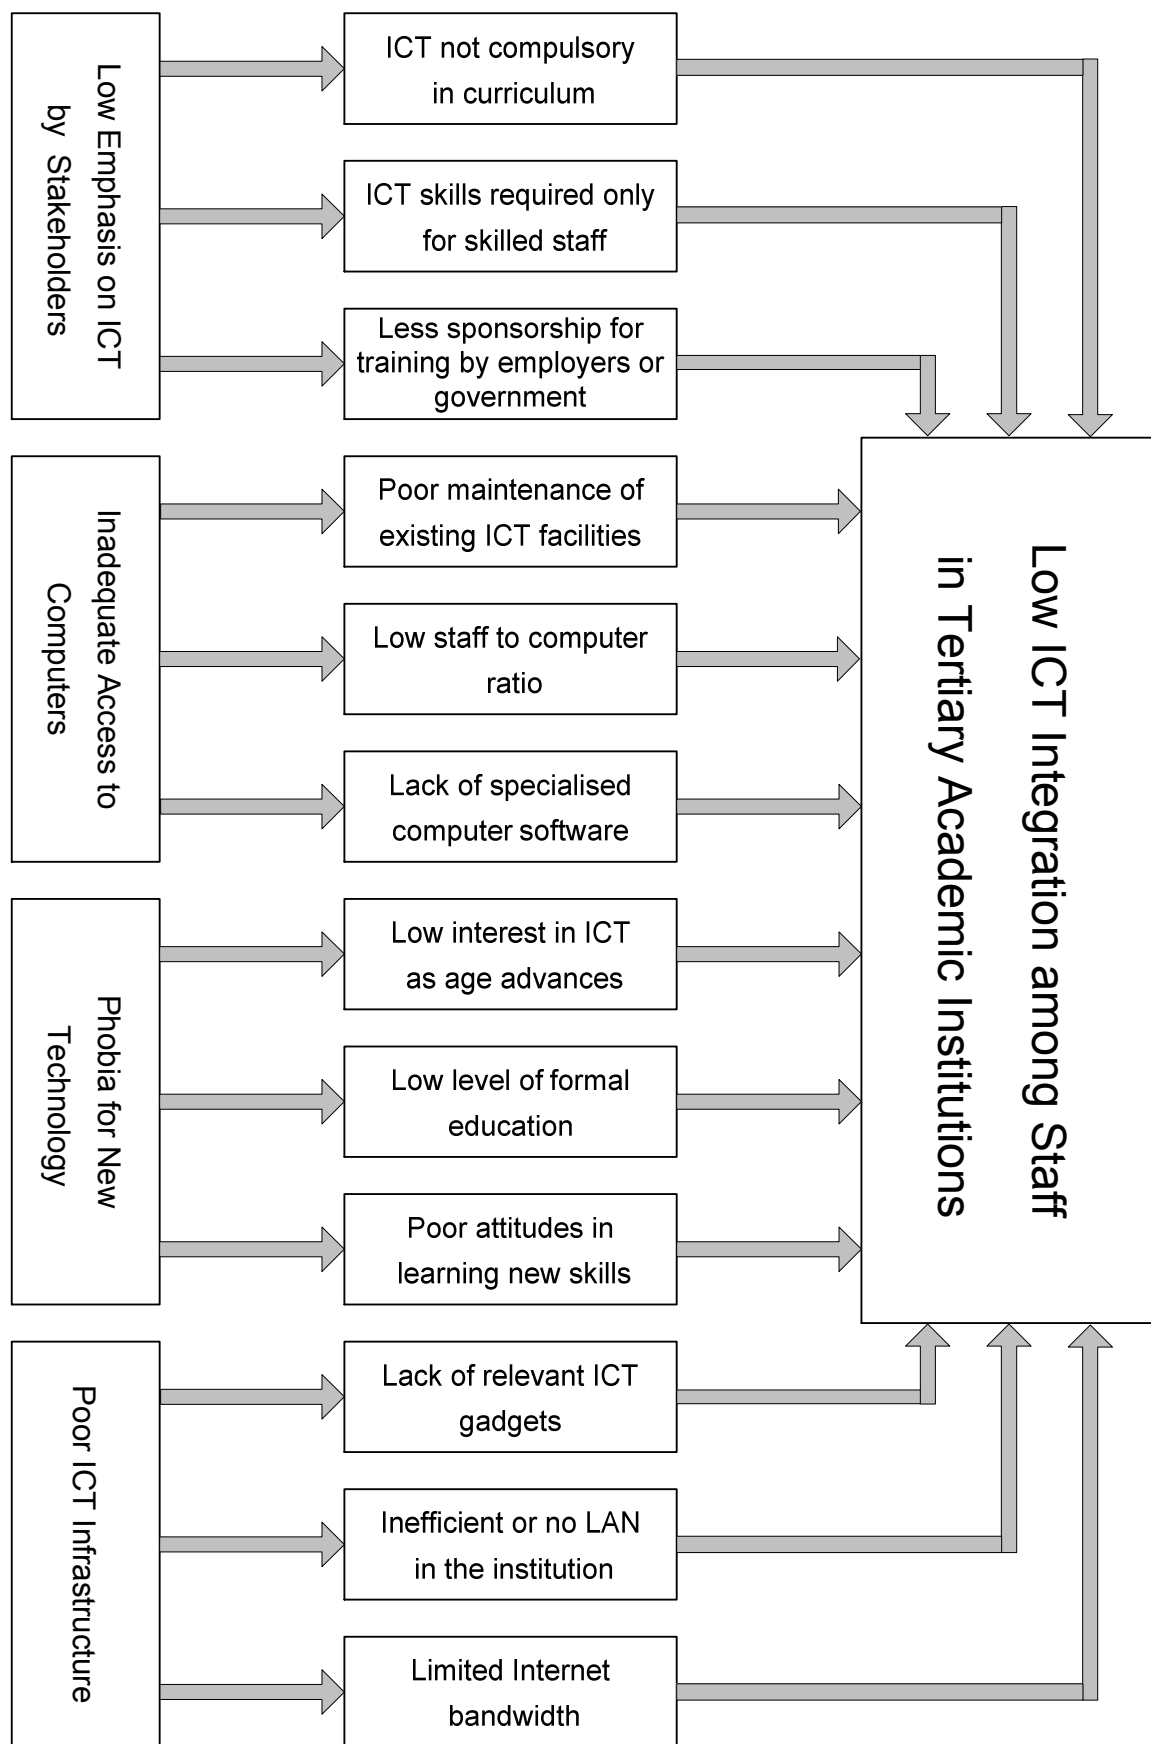 Low Emphasis on ICT
by Stakeholders
ICT not compulsory
in curriculum
ICT skills required only
for skilled staff
Less sponsorship for
training by employers or
government
Inadequate Access to
Computers
Poor maintenance of
existing ICT facilities
Low staff to computer
ratio
Lack of specialised
computer software
Phobia for New
Technology
Low interest in ICT
as age advances
Low level of formal
education
Poor attitudes in
learning new skills
Poor ICT Infrastructure
Lack of relevant ICT
gadgets
Inefficient or no LAN
in the institution
Limited Internet
bandwidth
Low ICT Integration among Staff
in Tertiary Academic Institutions